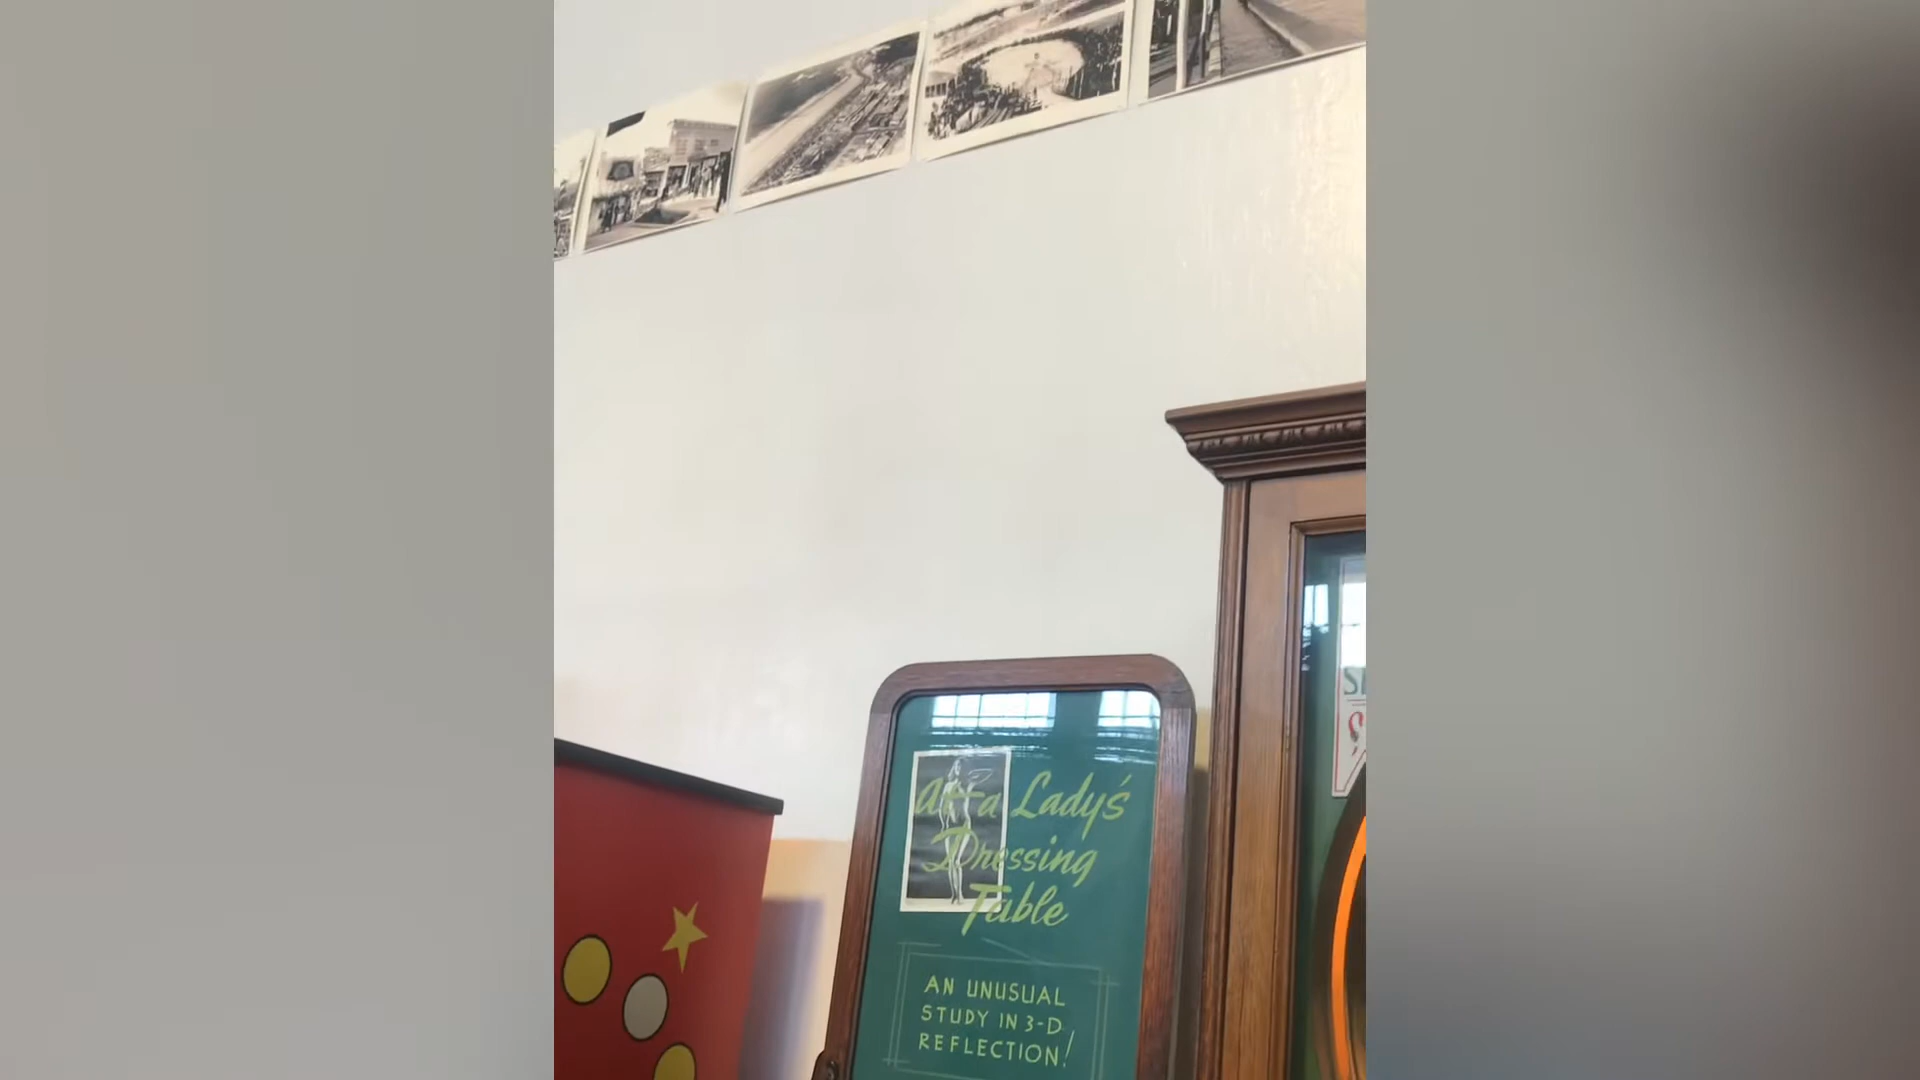 At a Lady's
Dressing
Table
AN UNUSUAL
STUDY IN 3-D
REFLECTION!